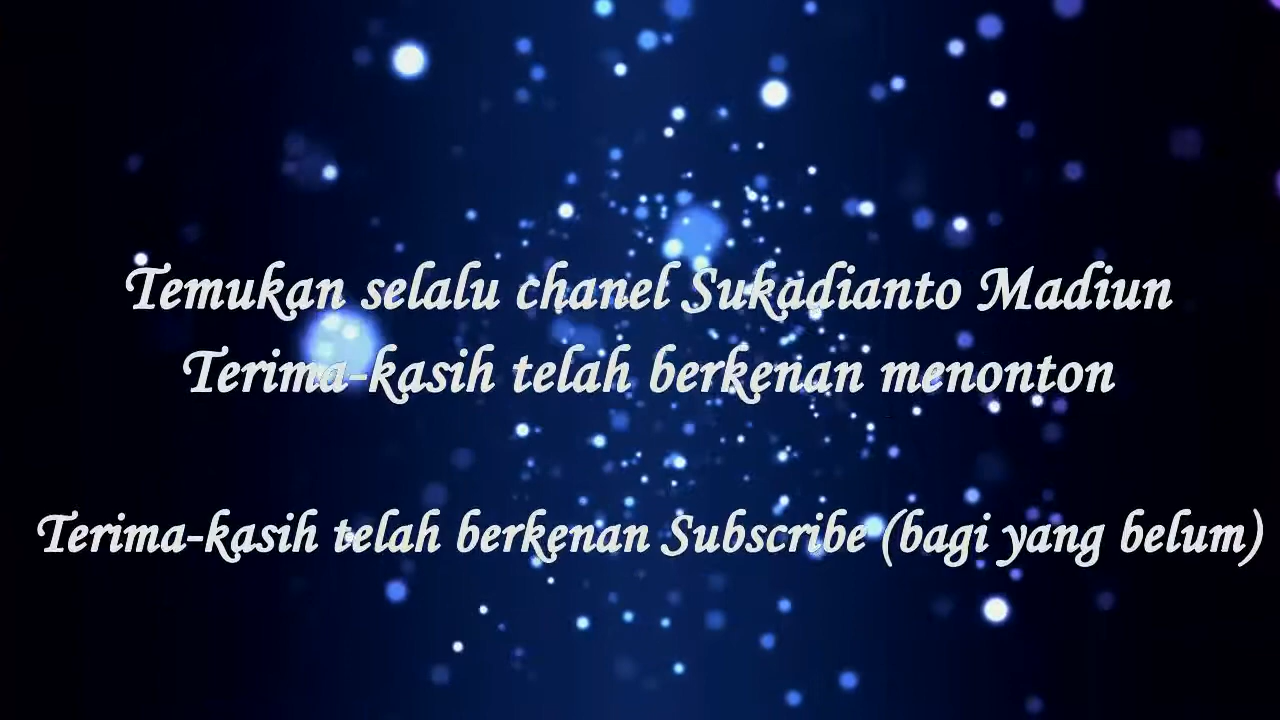 Temukan selalu chanel Sukadianto Madiun
Terima-kasih telah berkenan menonton
Terima-kasih telah berkenan Subscribe (bagi yang belum)